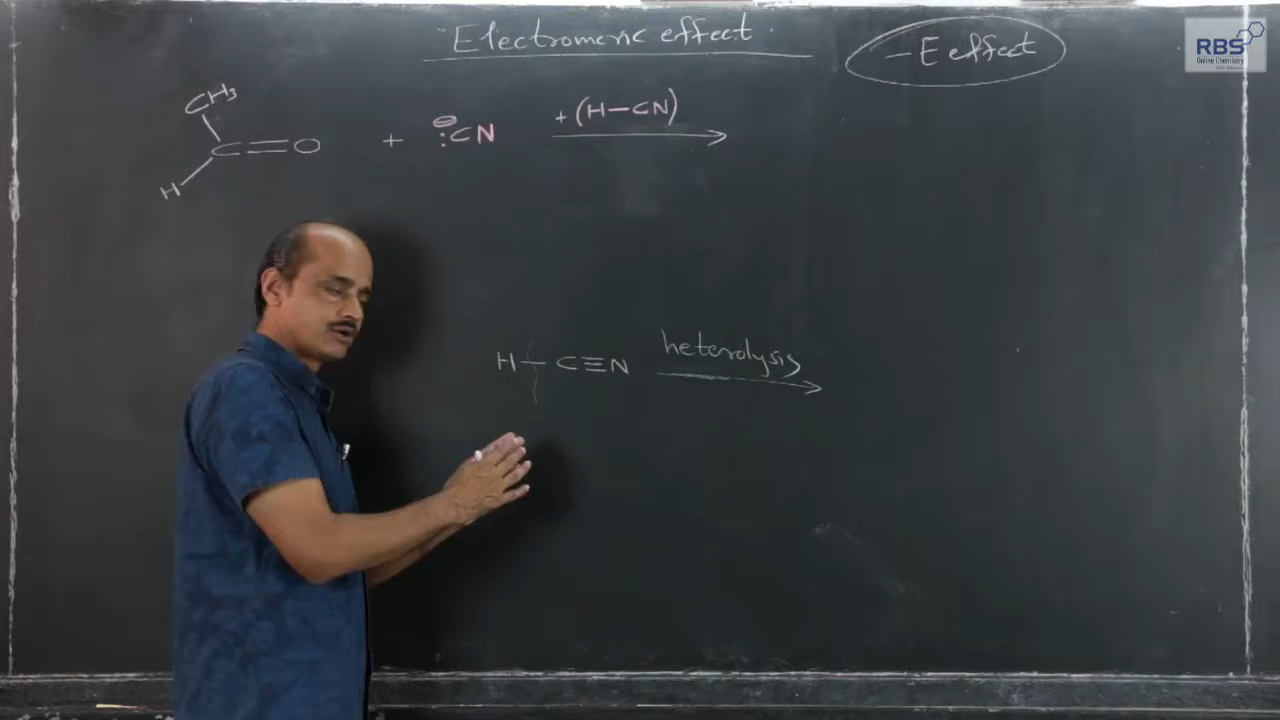 Electromeric effect
-E effect
RBS
Online Chemistry
CH₃
C=O + :CN⊖ +(H-CN) →
H
H-C≡N heterolysis →